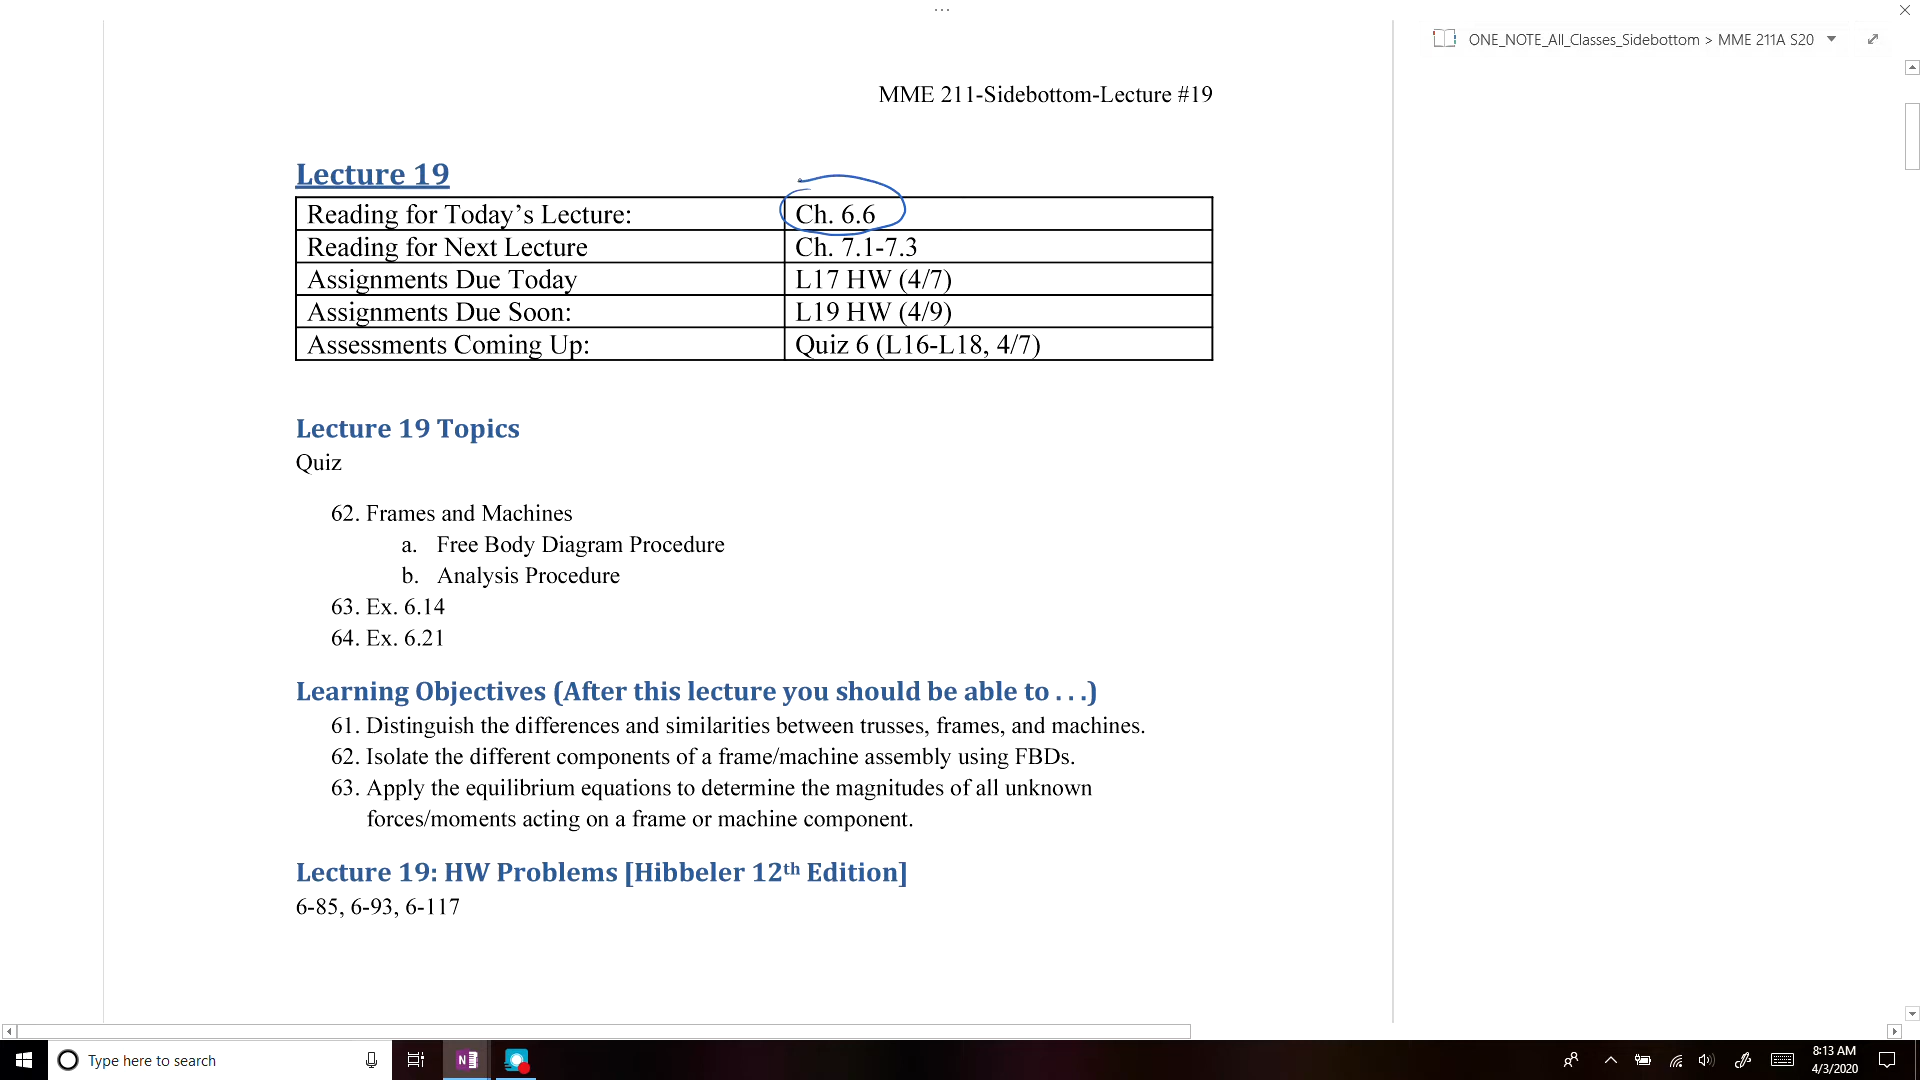 ONE_NOTE_All_Classes_Sidebottom > MME 211A S20
MME 211-Sidebottom-Lecture #19
Lecture 19
Reading for Today's Lecture: Ch. 6.6
Reading for Next Lecture Ch. 7.1-7.3
Assignments Due Today L17 HW (4/7)
Assignments Due Soon: L19 HW (4/9)
Assessments Coming Up: Quiz 6 (L16-L18, 4/7)
Lecture 19 Topics
Quiz
62. Frames and Machines
a. Free Body Diagram Procedure
b. Analysis Procedure
63. Ex. 6.14
64. Ex. 6.21
Learning Objectives (After this lecture you should be able to . . .)
61. Distinguish the differences and similarities between trusses, frames, and machines.
62. Isolate the different components of a frame/machine assembly using FBDs.
63. Apply the equilibrium equations to determine the magnitudes of all unknown
forces/moments acting on a frame or machine component.
Lecture 19: HW Problems [Hibbeler 12th Edition]
6-85, 6-93, 6-117
Type here to search
N
8:13 AM
4/3/2020